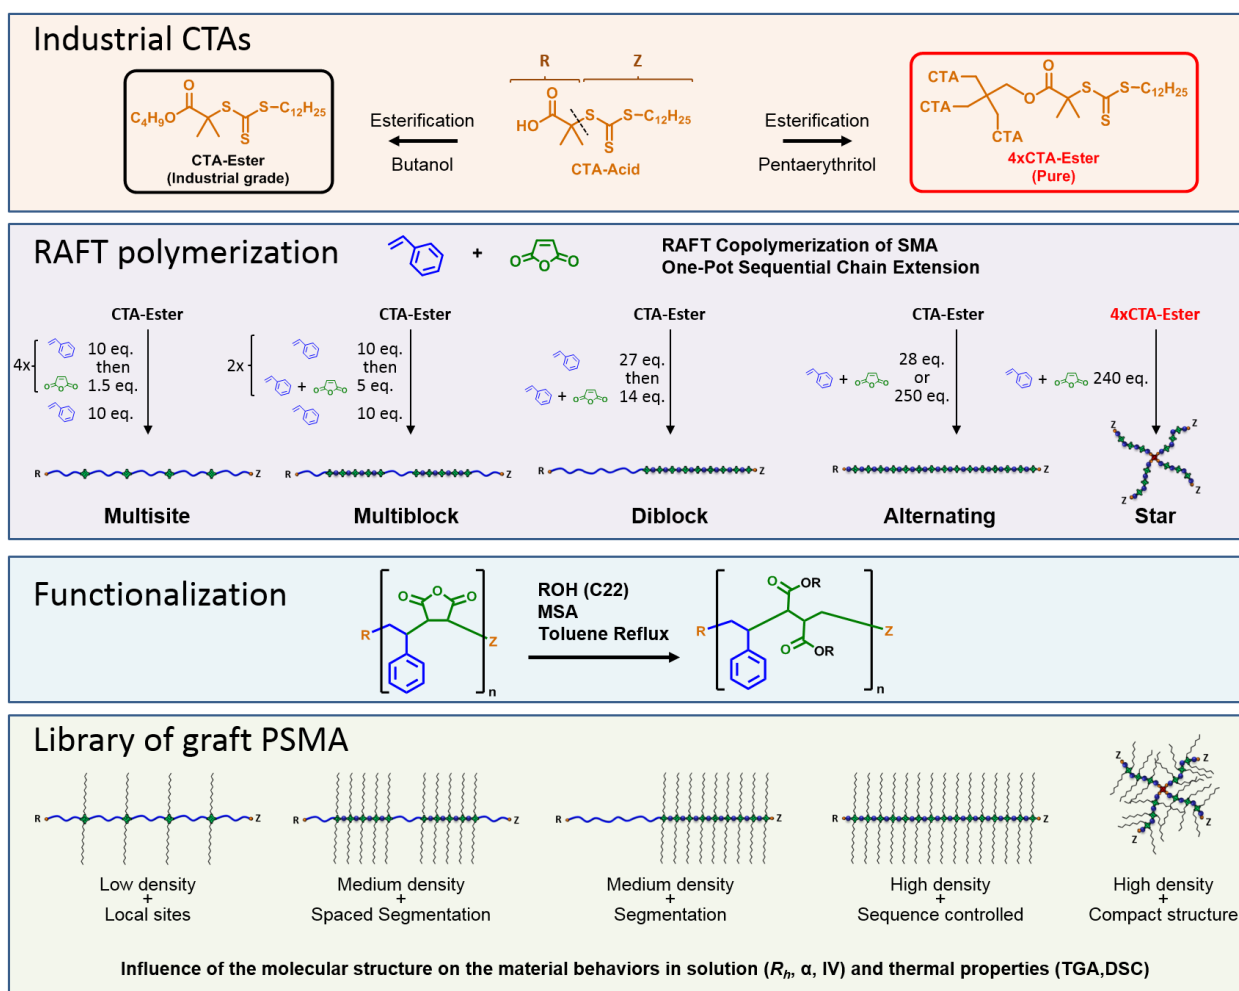 Industrial CTAs
R
Z
C₄H₉O
O
S
S
S–C₁₂H₂₅
CTA-Ester
(Industrial grade)
Esterification
Butanol
O
HO
S
S
S–C₁₂H₂₅
CTA-Acid
Esterification
Pentaerythritol
CTA
CTA
CTA
O
O
S
S
S–C₁₂H₂₅
4xCTA-Ester
(Pure)
RAFT polymerization
+
O
O
O
RAFT Copolymerization of SMA
One-Pot Sequential Chain Extension
CTA-Ester
4x
10 eq.
then
1.5 eq.
10 eq.
R
Z
Multisite
CTA-Ester
2x
10 eq.
then
+
5 eq.
10 eq.
R
Z
Multiblock
CTA-Ester
27 eq.
then
+
14 eq.
R
Z
Diblock
CTA-Ester
+
28 eq.
or
250 eq.
R
Z
Alternating
4xCTA-Ester
+
240 eq.
Z
Z
Z
Z
Star
Functionalization
O
O
O
R
Z
n
ROH (C22)
MSA
Toluene Reflux
O
OR
R
O
OR
Z
n
Library of graft PSMA
R
Z
Low density
+
Local sites
R
Z
Medium density
+
Spaced Segmentation
R
Z
Medium density
+
Segmentation
R
Z
High density
+
Sequence controlled
Z
Z
Z
Z
High density
+
Compact structure
Influence of the molecular structure on the material behaviors in solution (Rₕ, α, IV) and thermal properties (TGA,DSC)